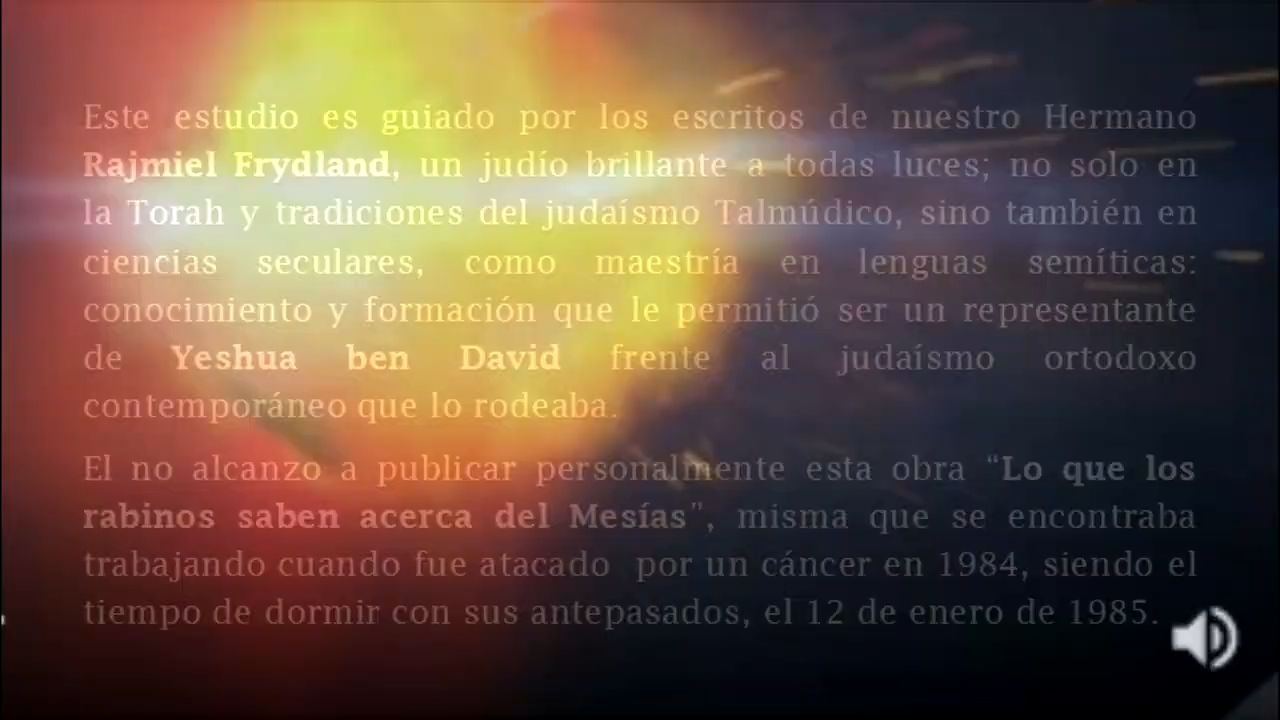 Este estudio es guiado por los escritos de nuestro Hermano
Rajmiel Frydland, un judío brillante a todas luces; no solo en
la Torah y tradiciones del judaísmo Talmúdico, sino también en
ciencias seculares, como maestría en lenguas semíticas:
conocimiento y formación que le permitió ser un representante
de Yeshua ben David frente al judaísmo ortodoxo
contemporáneo que lo rodeaba.
El no alcanzo a publicar personalmente esta obra “Lo que los
rabinos saben acerca del Mesías”, misma que se encontraba
trabajando cuando fue atacado por un cáncer en 1984, siendo el
tiempo de dormir con sus antepasados, el 12 de enero de 1985.